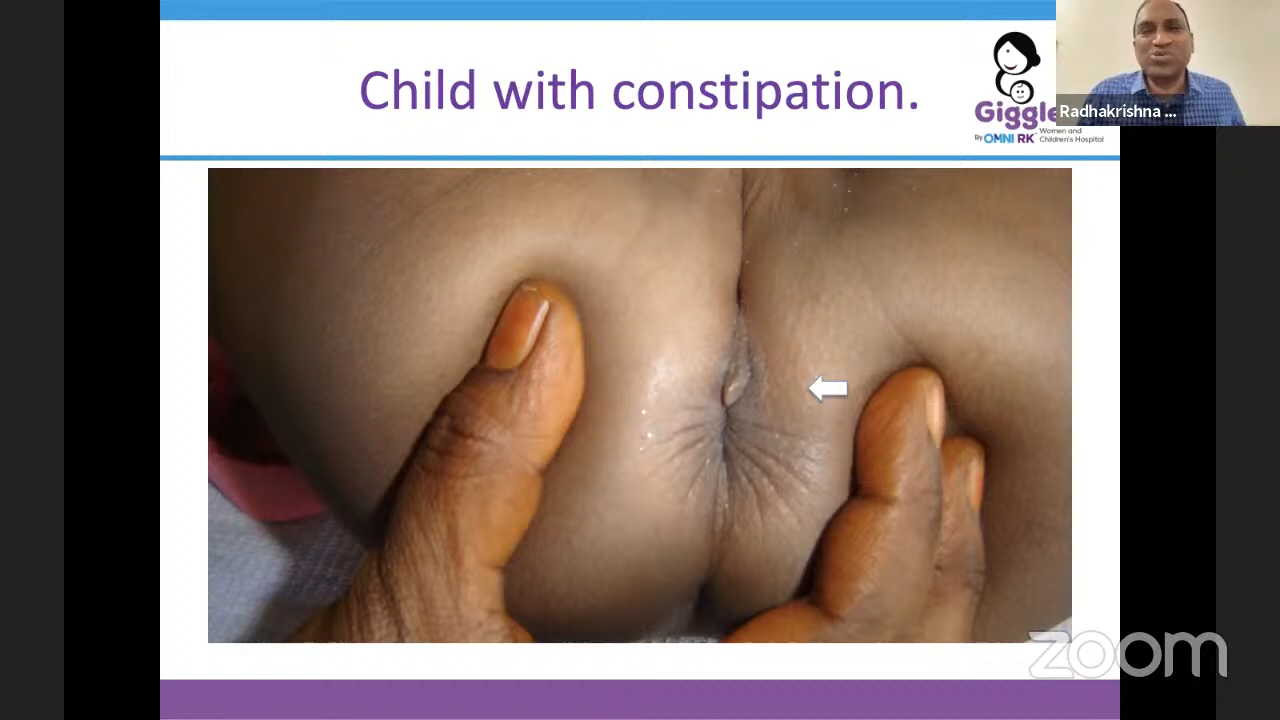 Child with constipation.
Giggle
By OMNI RK Women and
Children's Hospital
Radhakrishna ...
zoom